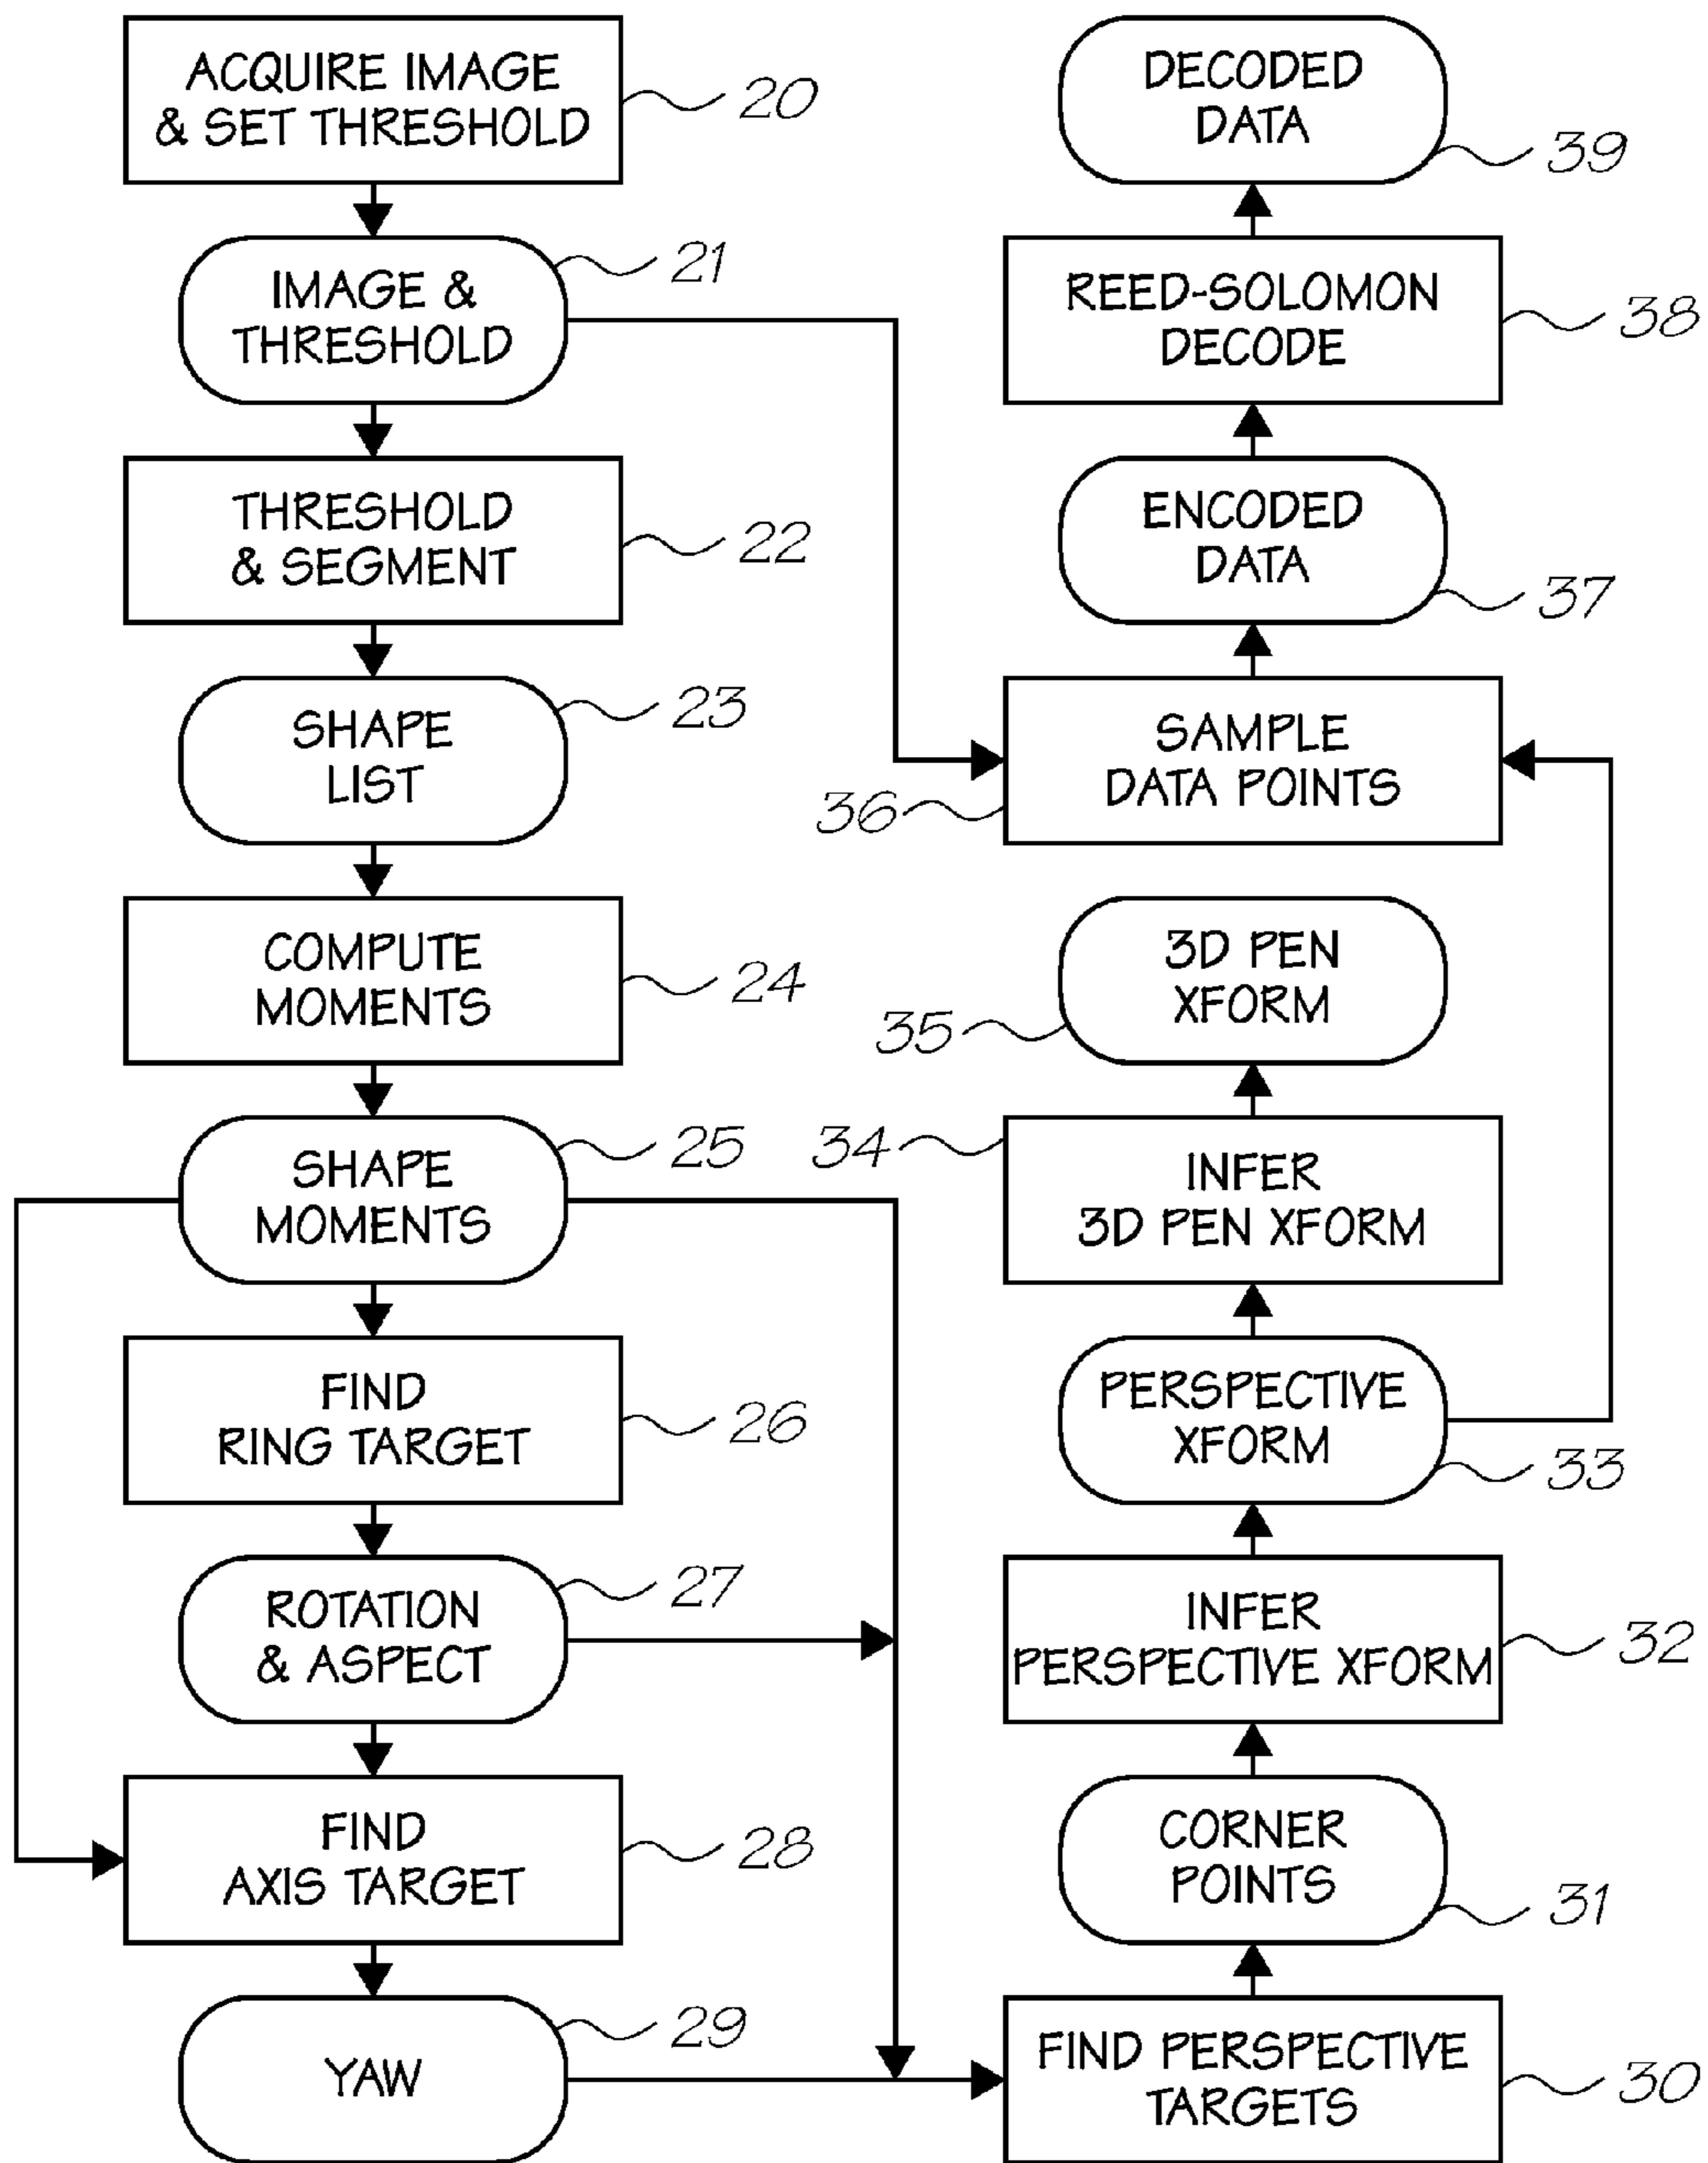 ACQUIRE IMAGE
& SET THRESHOLD
20
IMAGE &
THRESHOLD
21
THRESHOLD
& SEGMENT
22
SHAPE
LIST
23
COMPUTE
MOMENTS
24
SHAPE
MOMENTS
25
FIND
RING TARGET
26
ROTATION
& ASPECT
27
FIND
AXIS TARGET
28
YAW
29
DECODED
DATA
39
REED-SOLOMON
DECODE
38
ENCODED
DATA
37
SAMPLE
DATA POINTS
36
3D PEN
XFORM
35
INFER
3D PEN XFORM
34
PERSPECTIVE
XFORM
33
INFER
PERSPECTIVE XFORM
32
CORNER
POINTS
31
FIND PERSPECTIVE
TARGETS
30